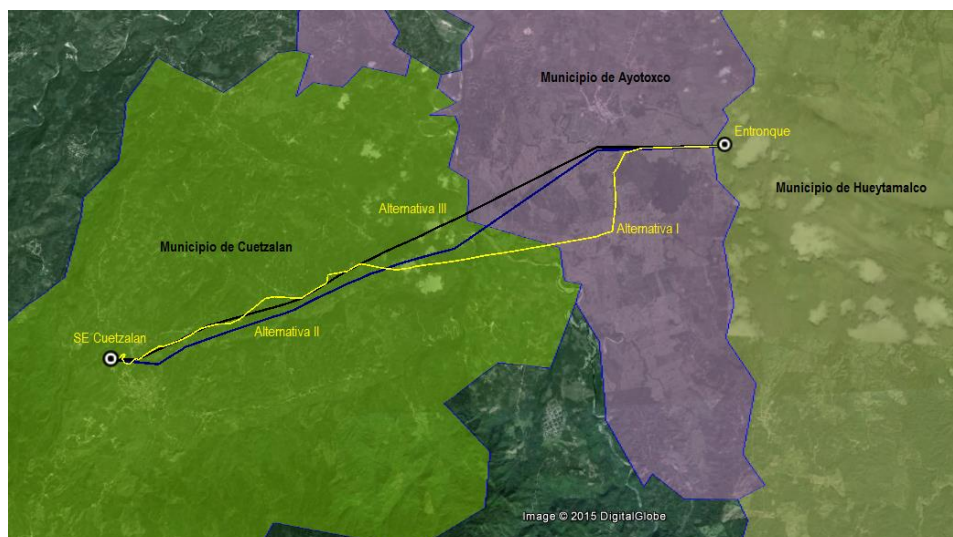 Municipio de Ayotoxco
Entronque
Municipio de Hueytamalco
Alternativa III
Municipio de Cuetzalan
Alternativa I
Alternativa II
SE Cuetzalan
Image © 2015 DigitalGlobe